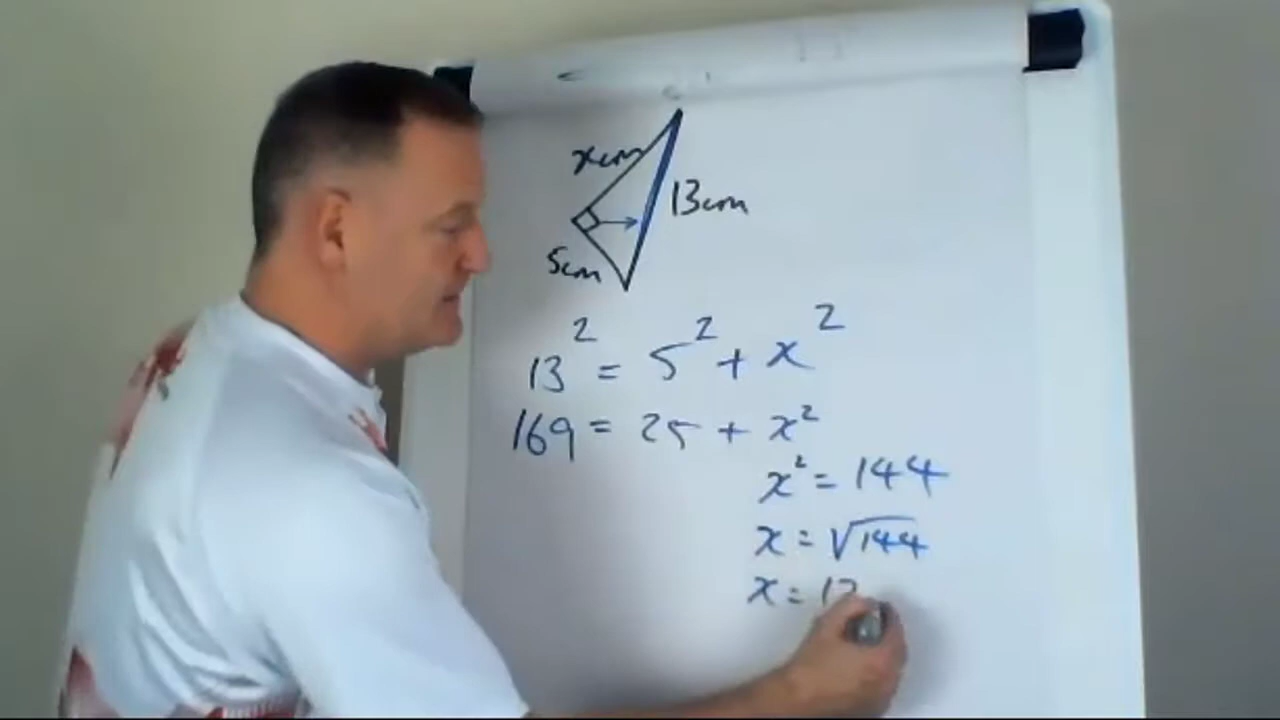 xcm
13cm
5cm
13² = 5² + x²
169 = 25 + x²
x² = 144
x = √144
x = 12